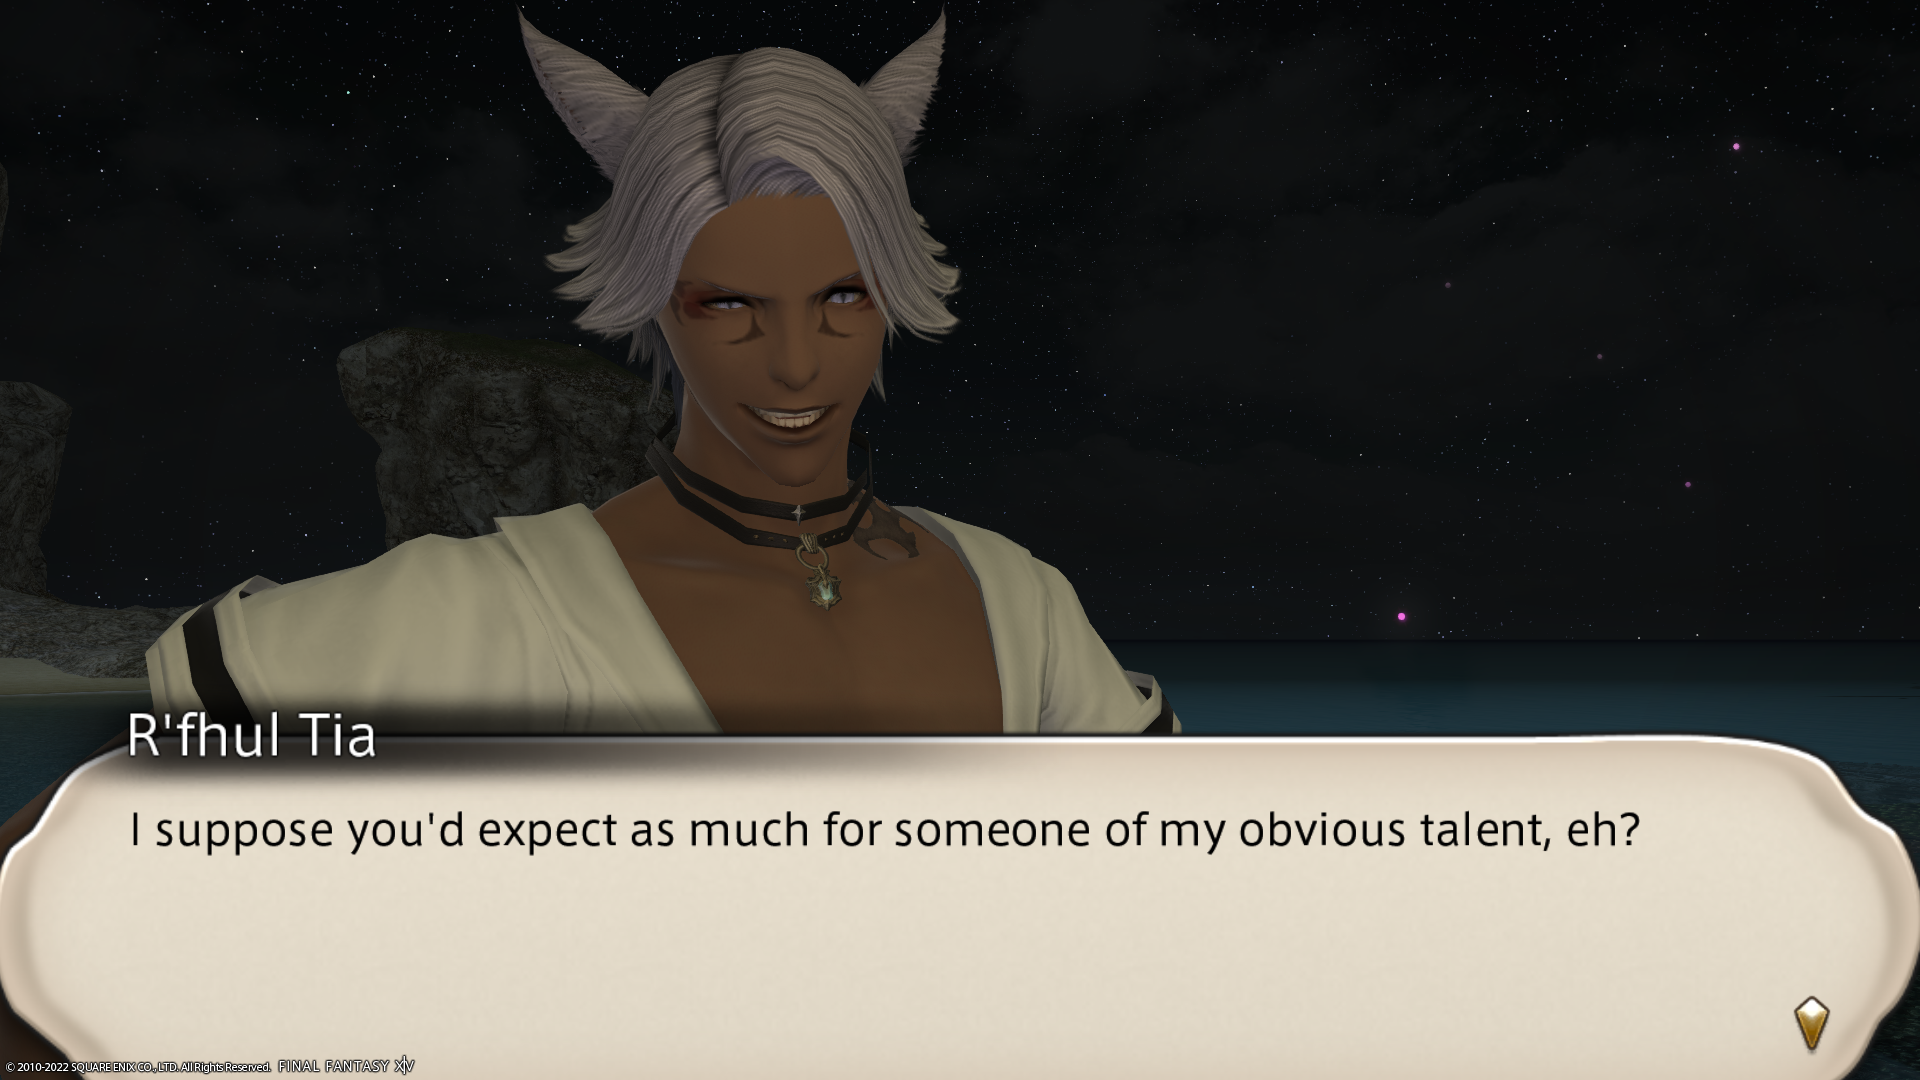 R'fhul Tia
I suppose you'd expect as much for someone of my obvious talent, eh?
© 2010-2022 SQUARE ENIX CO., LTD. All Rights Reserved. FINAL FANTASY XIV